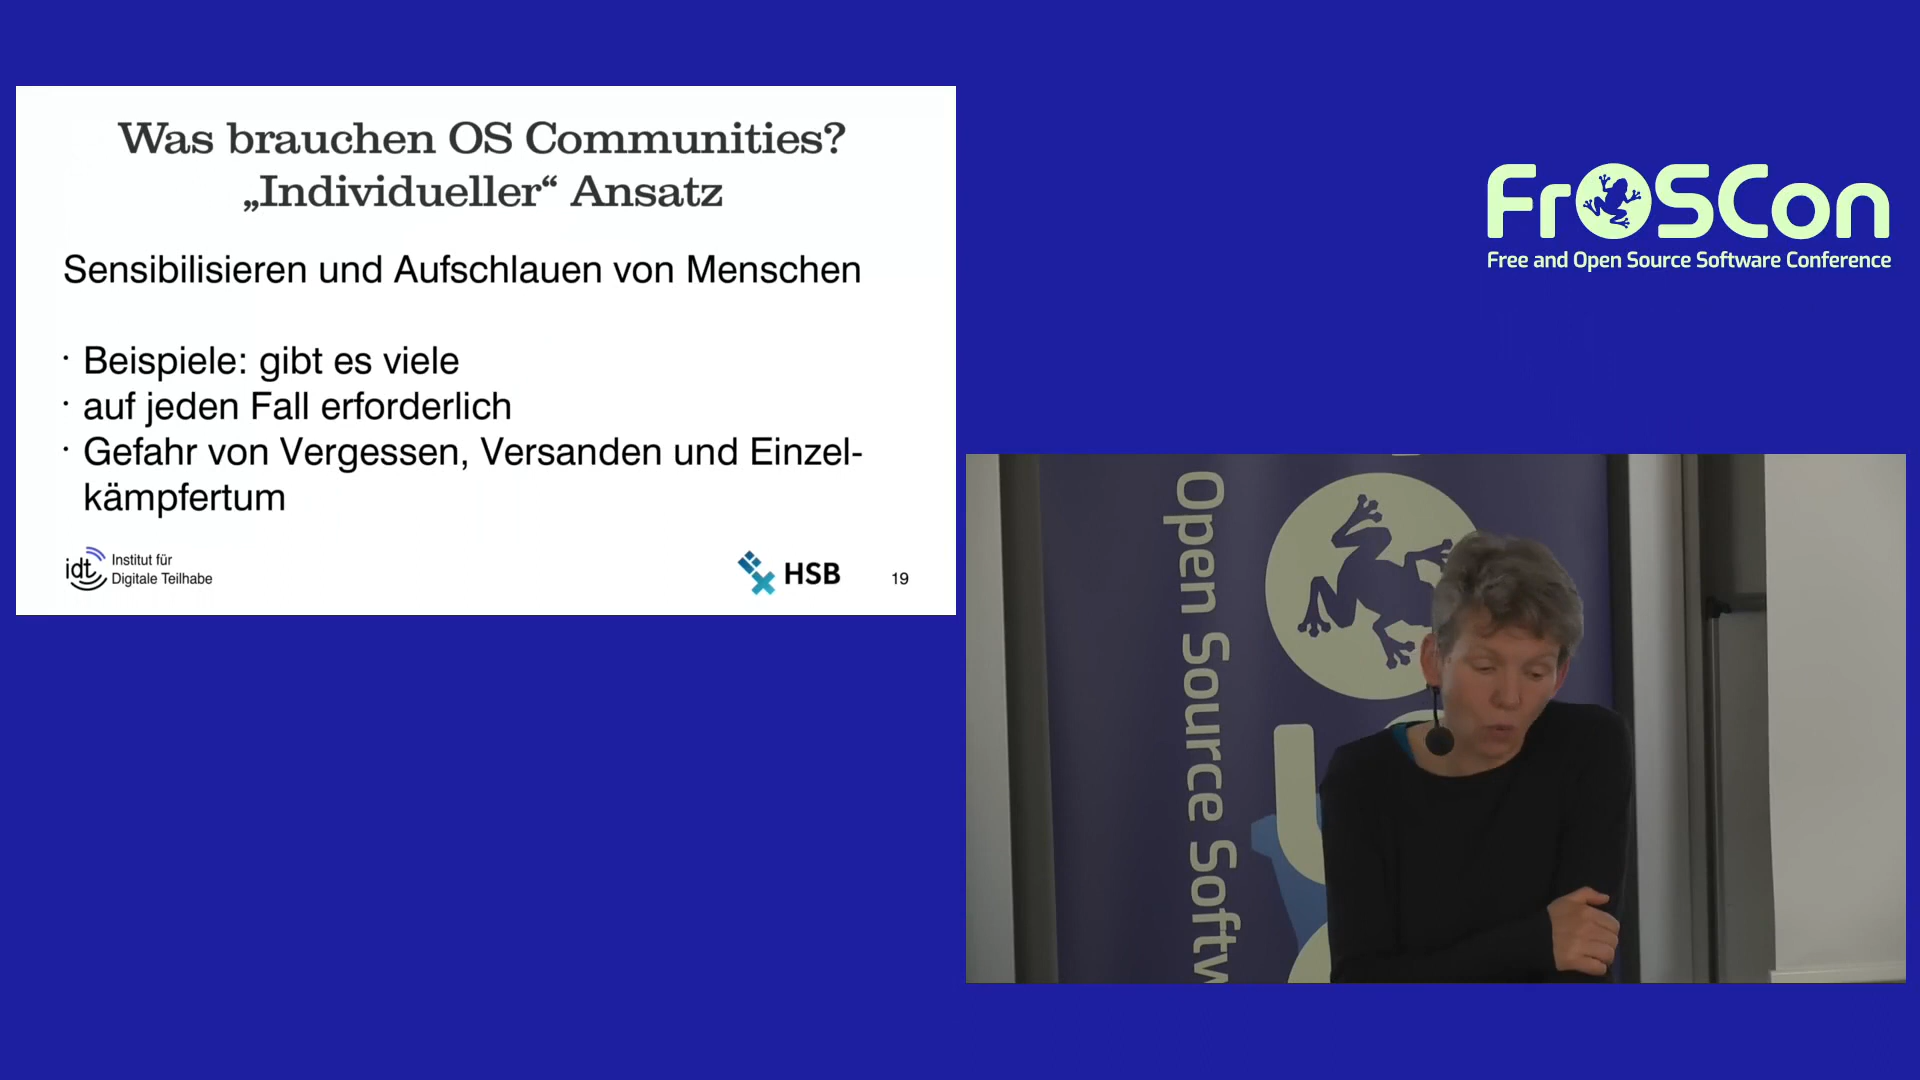 Was brauchen OS Communities?
„Individueller“ Ansatz
Sensibilisieren und Aufschlauen von Menschen
· Beispiele: gibt es viele
· auf jeden Fall erforderlich
· Gefahr von Vergessen, Versanden und Einzel-
kämpfertum
idt Institut für
Digitale Teilhabe
HSB
19
FrOSCon
Free and Open Source Software Conference
Open Source Softw